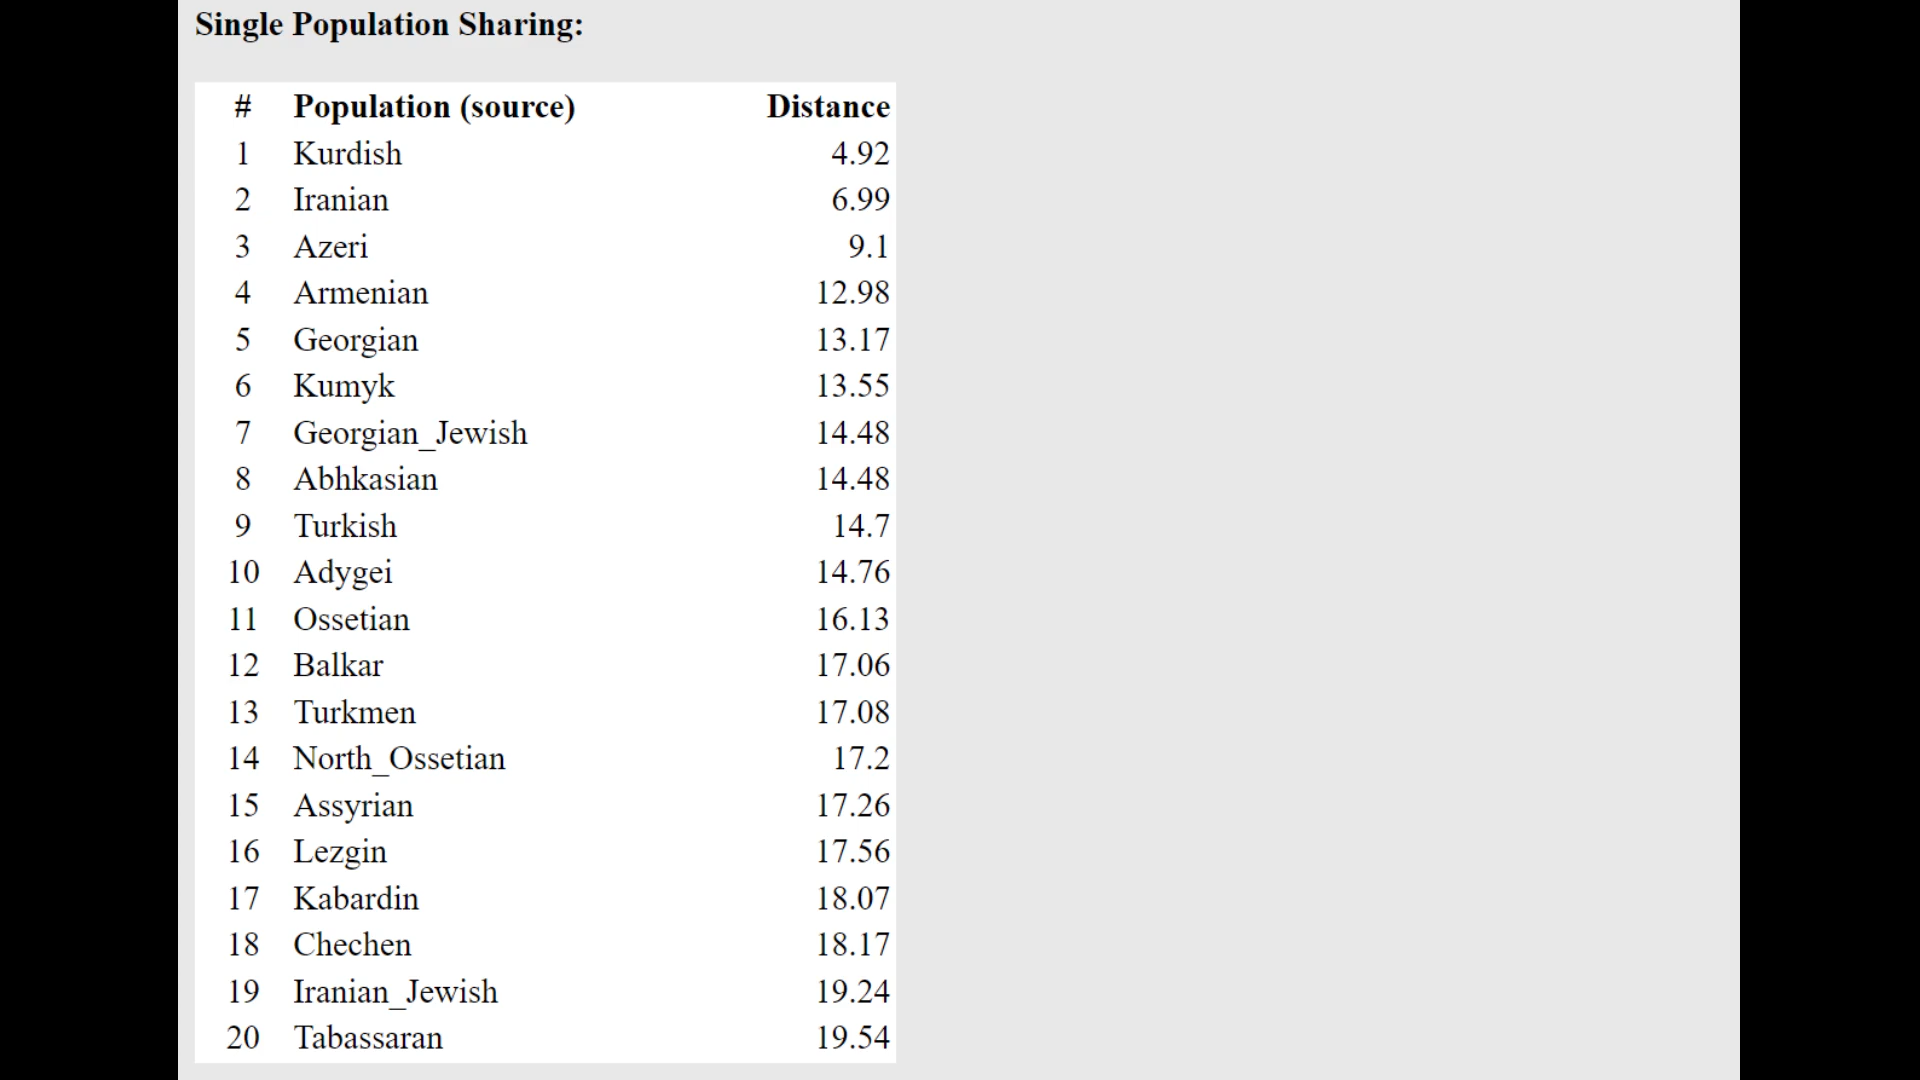 Single Population Sharing:
# Population (source) Distance
1 Kurdish 4.92
2 Iranian 6.99
3 Azeri 9.1
4 Armenian 12.98
5 Georgian 13.17
6 Kumyk 13.55
7 Georgian_Jewish 14.48
8 Abhkasian 14.48
9 Turkish 14.7
10 Adygei 14.76
11 Ossetian 16.13
12 Balkar 17.06
13 Turkmen 17.08
14 North_Ossetian 17.2
15 Assyrian 17.26
16 Lezgin 17.56
17 Kabardin 18.07
18 Chechen 18.17
19 Iranian_Jewish 19.24
20 Tabassaran 19.54